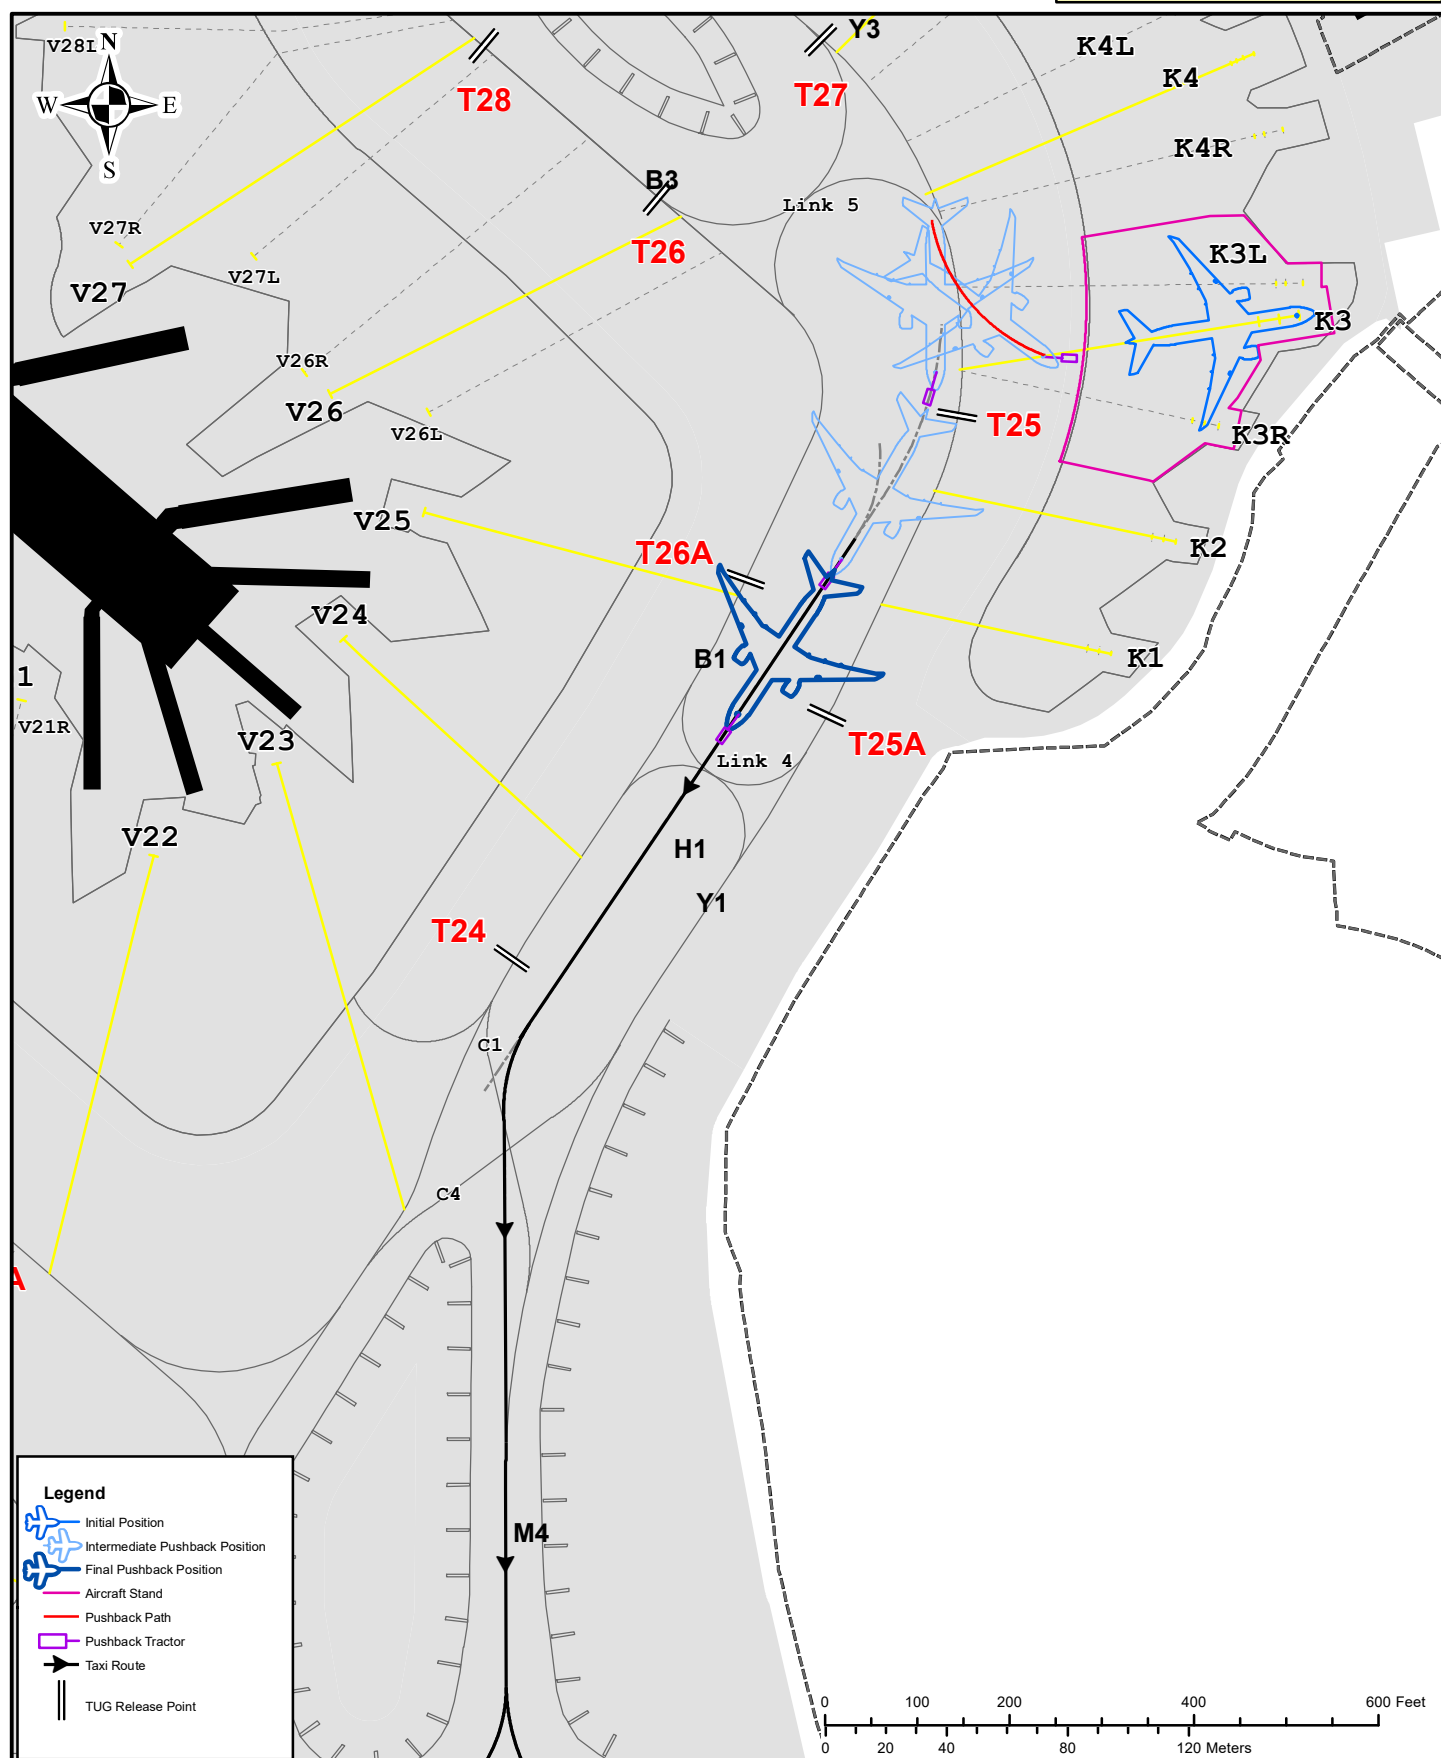 V28L
N
W
E
S
T28
Y3
T27
K4L
K4
K4R
B3
Link 5
V27R
V27L
V27
T26
K3L
K3
K3R
V26R
V26
V26L
T25
V25
T26A
K2
V24
B1
K1
1
V21R
V23
T25A
Link 4
V22
H1
Y1
T24
C1
C4
A
M4
Legend
Initial Position
Intermediate Pushback Position
Final Pushback Position
Aircraft Stand
Pushback Path
Pushback Tractor
Taxi Route
TUG Release Point
0 100 200 400 600 Feet
0 20 40 80 120 Meters